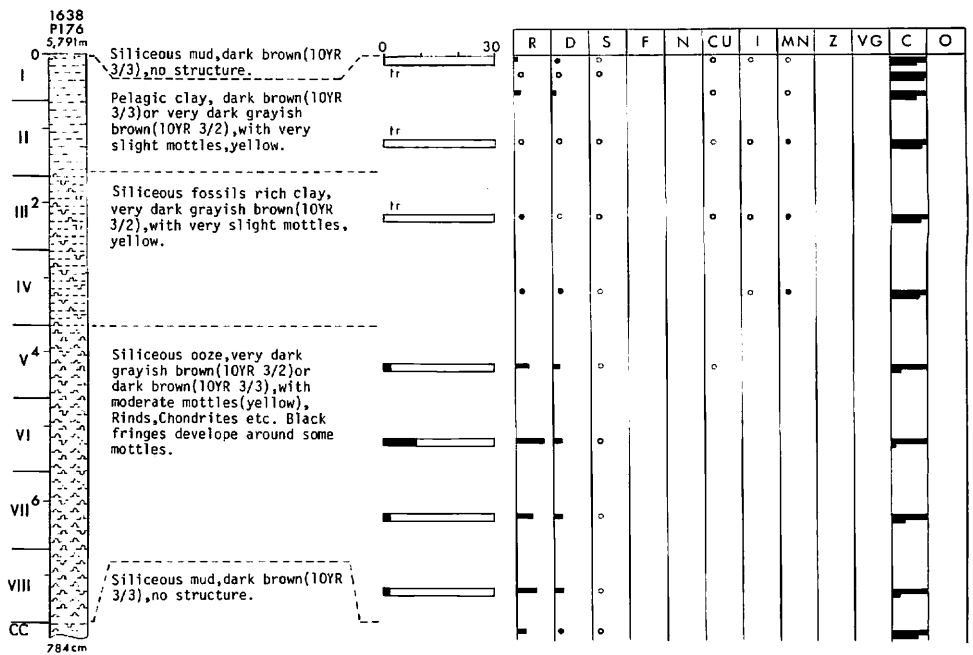 1638
P176
5,791m
0 30
R D S F N CU I MN Z VG C O
0
Siliceous mud,dark brown(10YR
3/3),no structure.
tr
I
Pelagic clay, dark brown(10YR
3/3)or very dark grayish
brown(10YR 3/2),with very
slight mottles,yellow.
tr
II
Siliceous fossils rich clay,
very dark grayish brown(10YR
3/2),with very slight mottles,
yellow.
tr
III 2
IV
V 4
Siliceous ooze,very dark
grayish brown(10YR 3/2)or
dark brown(10YR 3/3),with
moderate mottles(yellow),
Rinds,Chondrites etc. Black
fringes develope around some
mottles.
VI
VII 6
VIII
Siliceous mud,dark brown(10YR
3/3),no structure.
CC
784cm